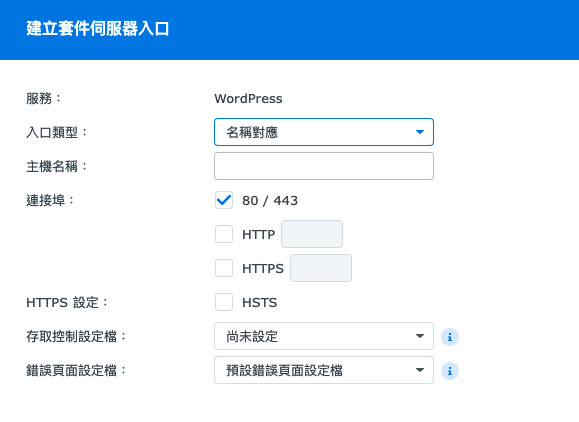 建立套件伺服器入口
服務： WordPress
入口類型： 名稱對應
主機名稱：
連接埠： 80 / 443
HTTP
HTTPS
HTTPS 設定： HSTS
存取控制設定檔： 尚未設定
錯誤頁面設定檔： 預設錯誤頁面設定檔